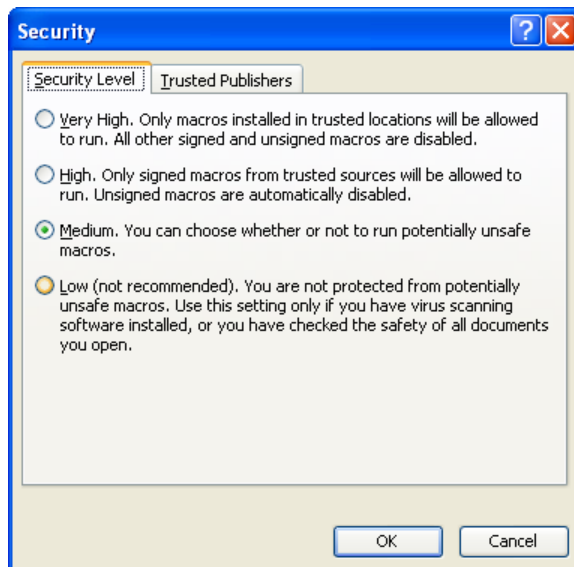 Security
Security Level
Trusted Publishers
Very High. Only macros installed in trusted locations will be allowed
to run. All other signed and unsigned macros are disabled.
High. Only signed macros from trusted sources will be allowed to
run. Unsigned macros are automatically disabled.
Medium. You can choose whether or not to run potentially unsafe
macros.
Low (not recommended). You are not protected from potentially
unsafe macros. Use this setting only if you have virus scanning
software installed, or you have checked the safety of all documents
you open.
OK
Cancel